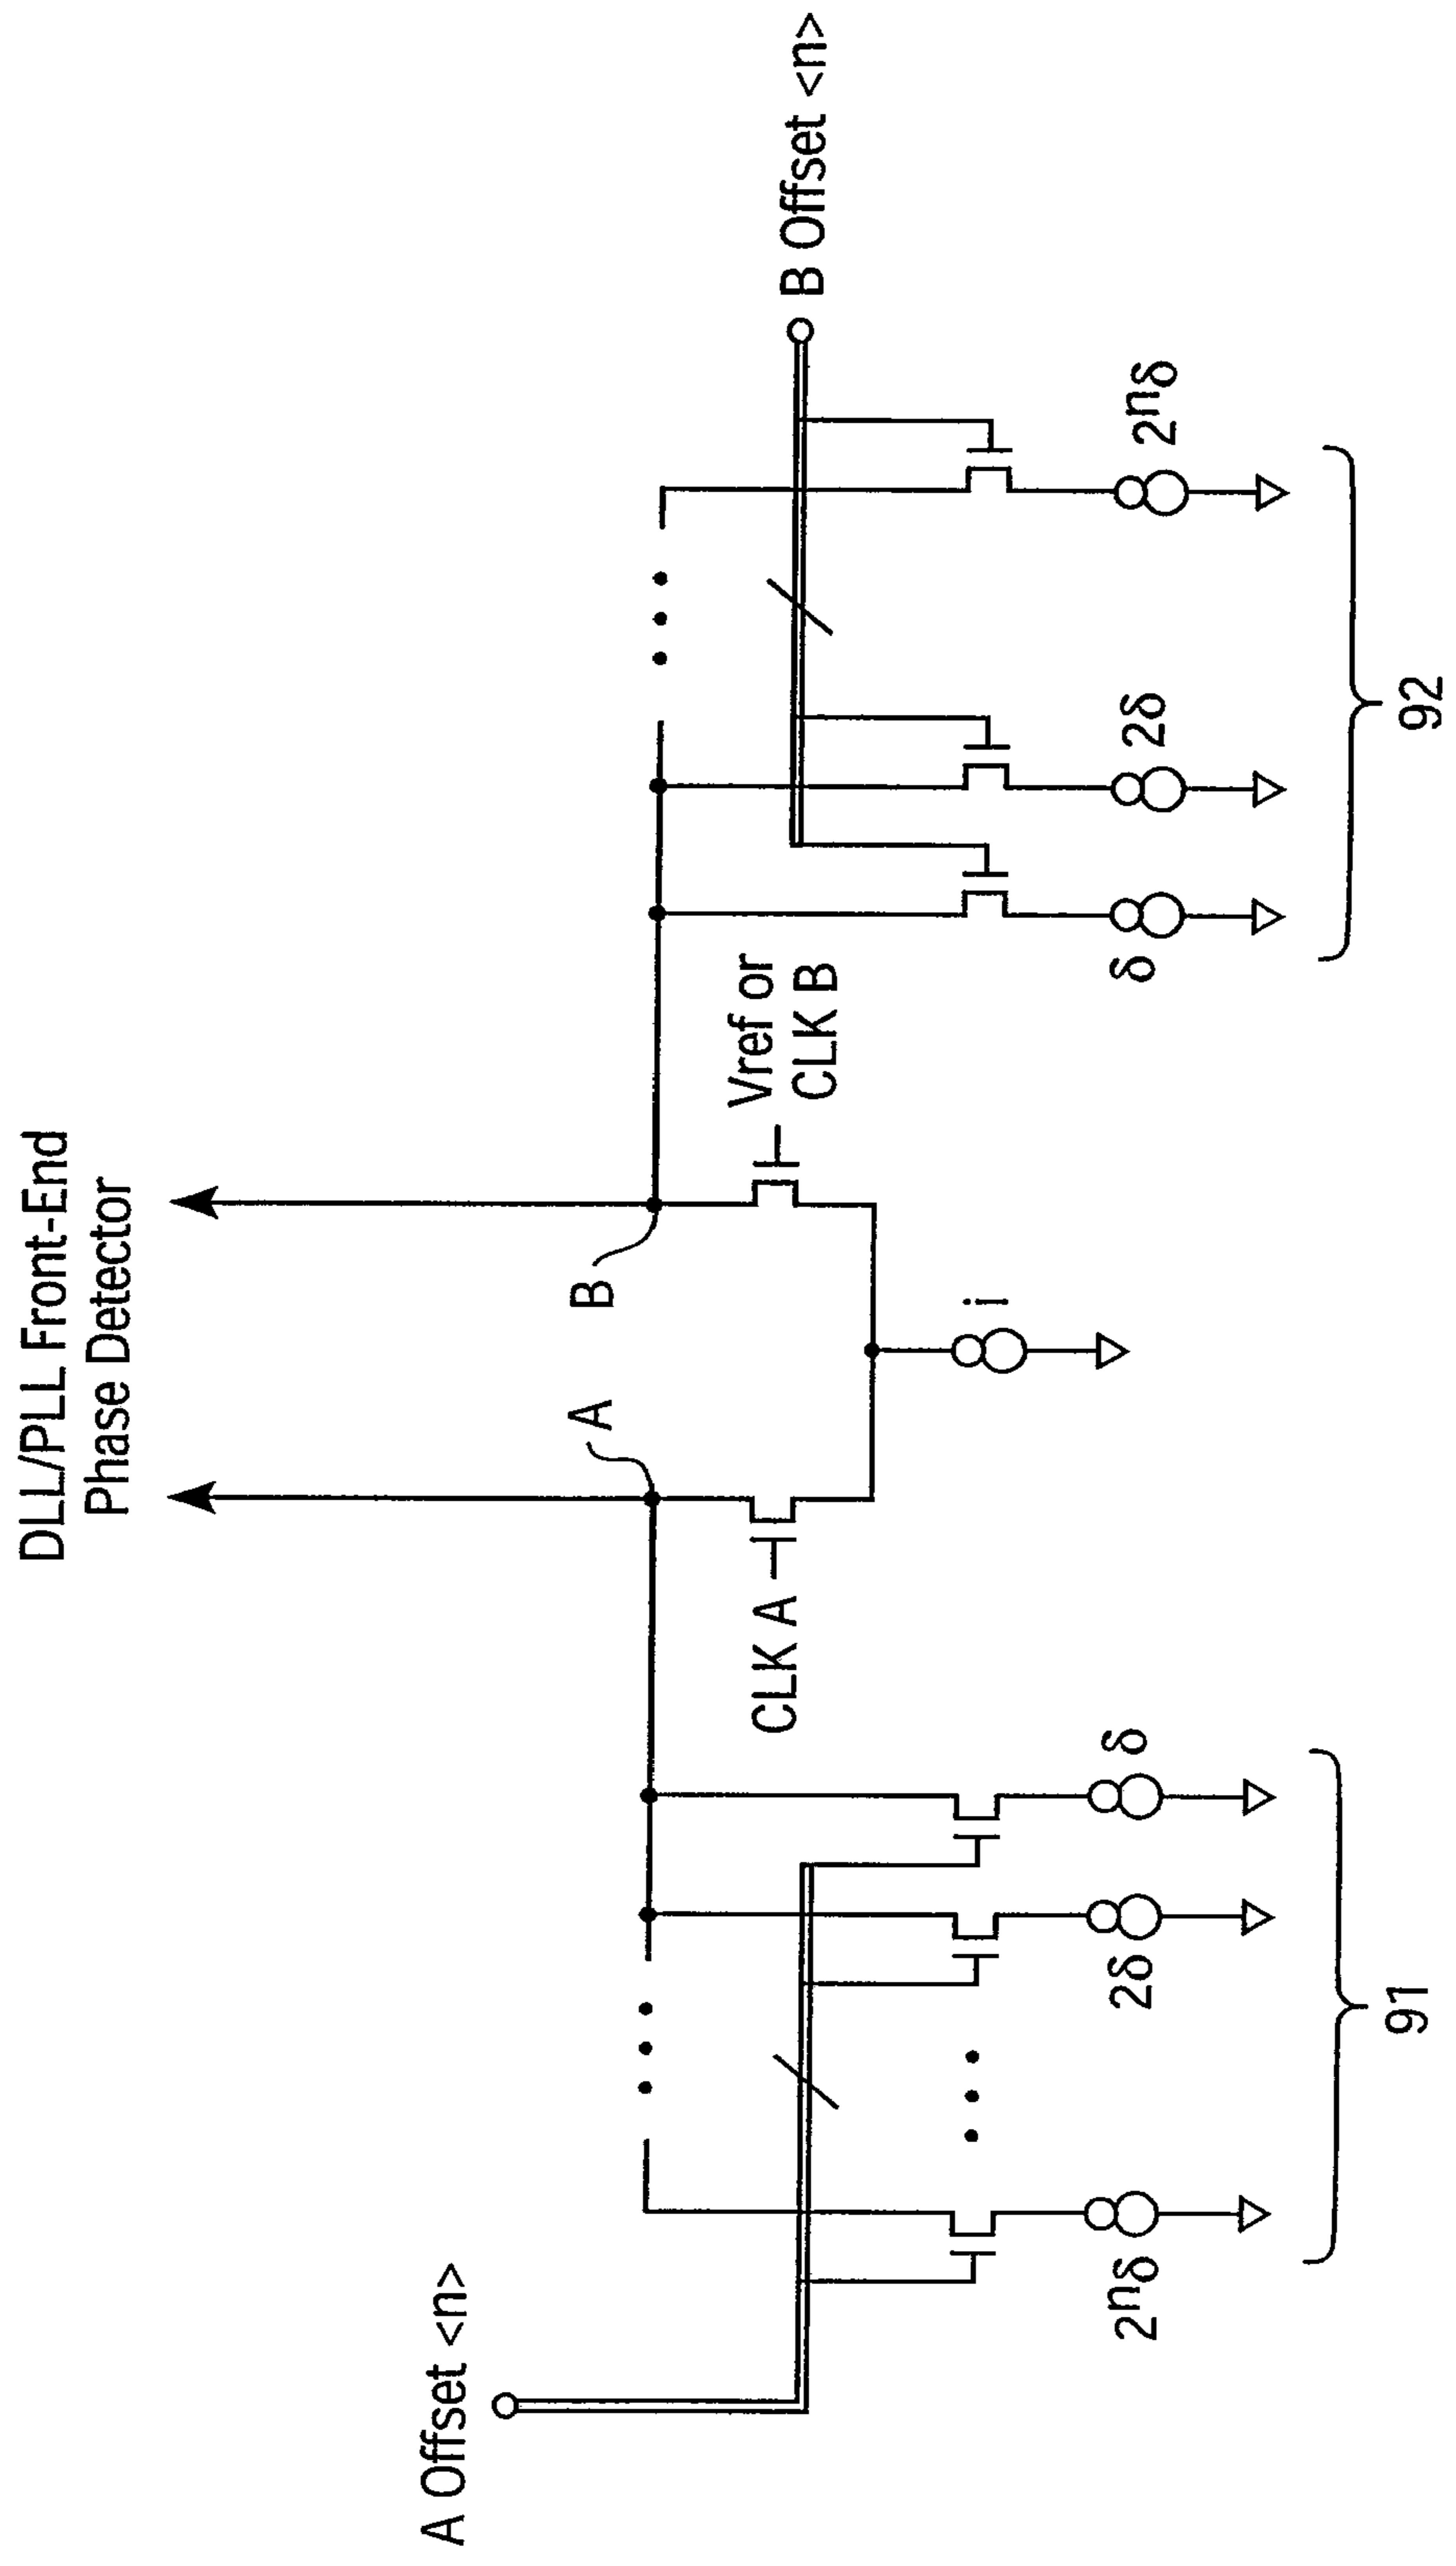 DLL/PLL Front-End
Phase Detector
A Offset <n>
A
B
B Offset <n>
CLK A
Vref or
CLK B
i
2ⁿδ
2δ
δ
δ
2δ
2ⁿδ
91
92